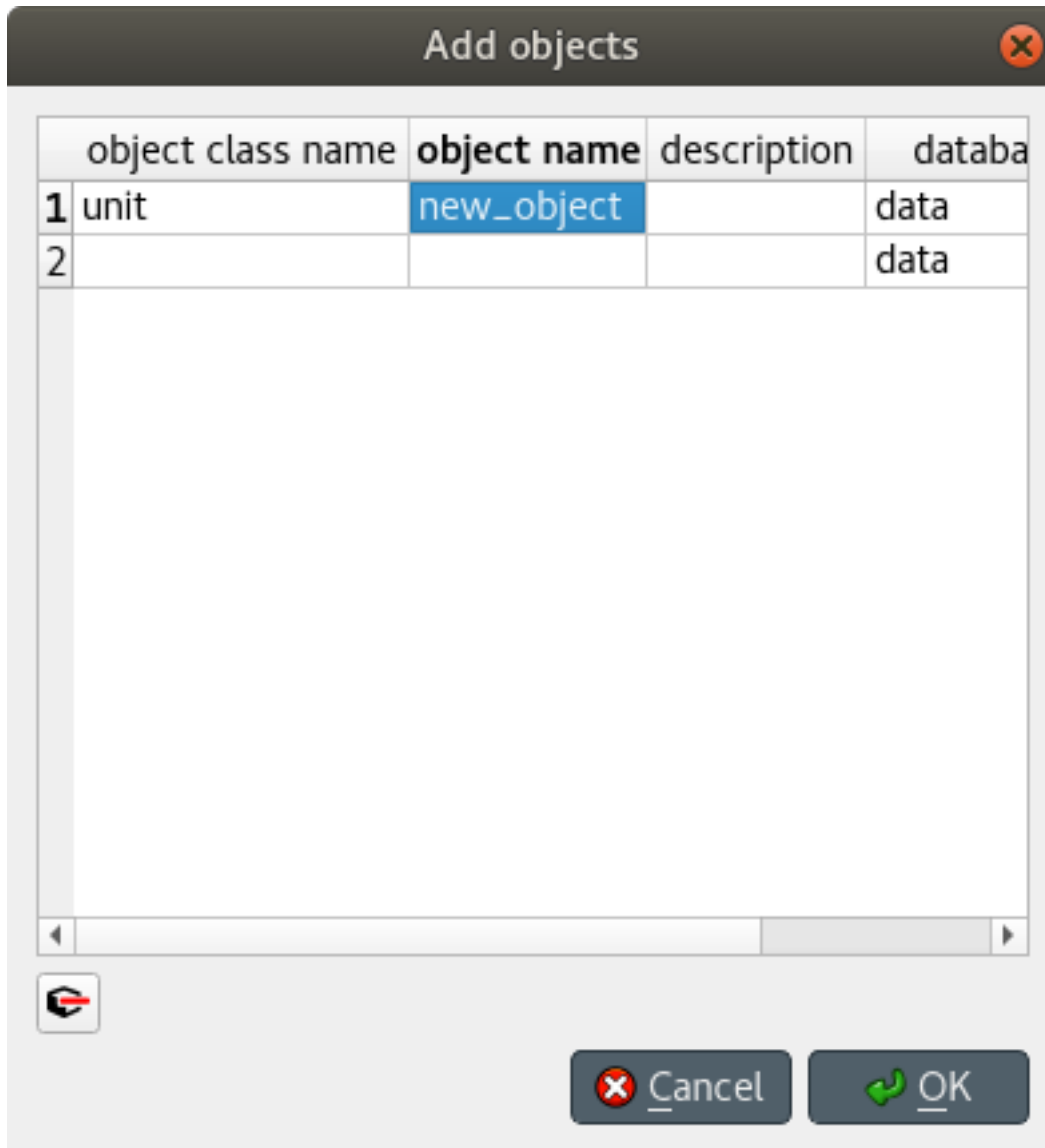 Add objects
object class name object name description databa
1 unit new_object data
2 data
Cancel OK